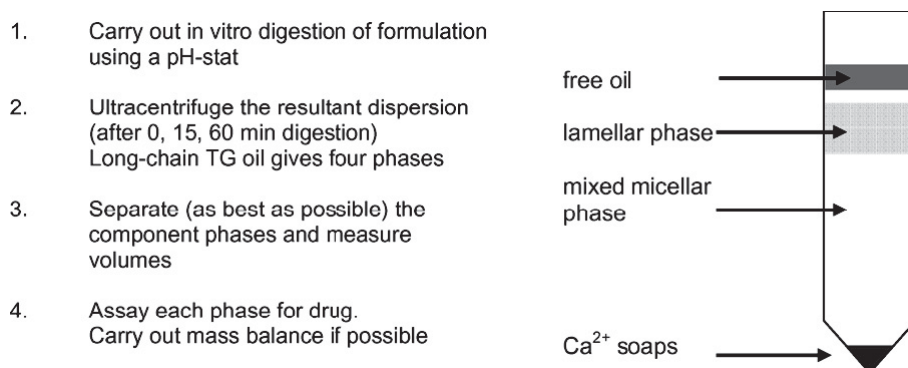 1. Carry out in vitro digestion of formulation
using a pH-stat
2. Ultracentrifuge the resultant dispersion
(after 0, 15, 60 min digestion)
Long-chain TG oil gives four phases
3. Separate (as best as possible) the
component phases and measure
volumes
4. Assay each phase for drug.
Carry out mass balance if possible
free oil
lamellar phase
mixed micellar
phase
Ca²⁺ soaps